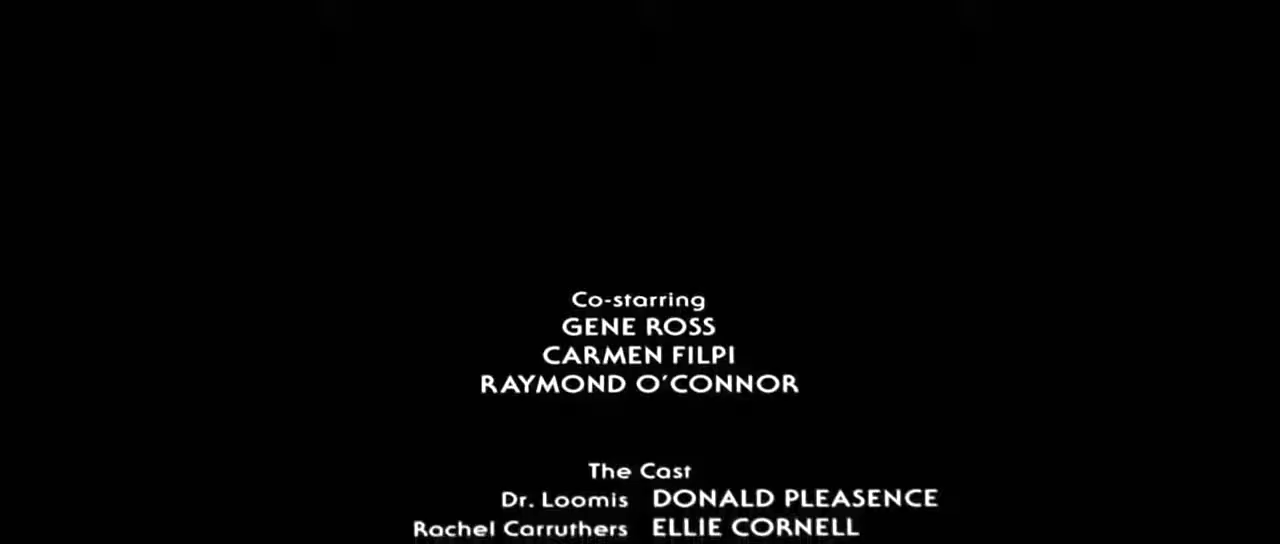 Co-starring
GENE ROSS
CARMEN FILPI
RAYMOND O'CONNOR
The Cast
Dr. Loomis DONALD PLEASENCE
Rachel Carruthers ELLIE CORNELL